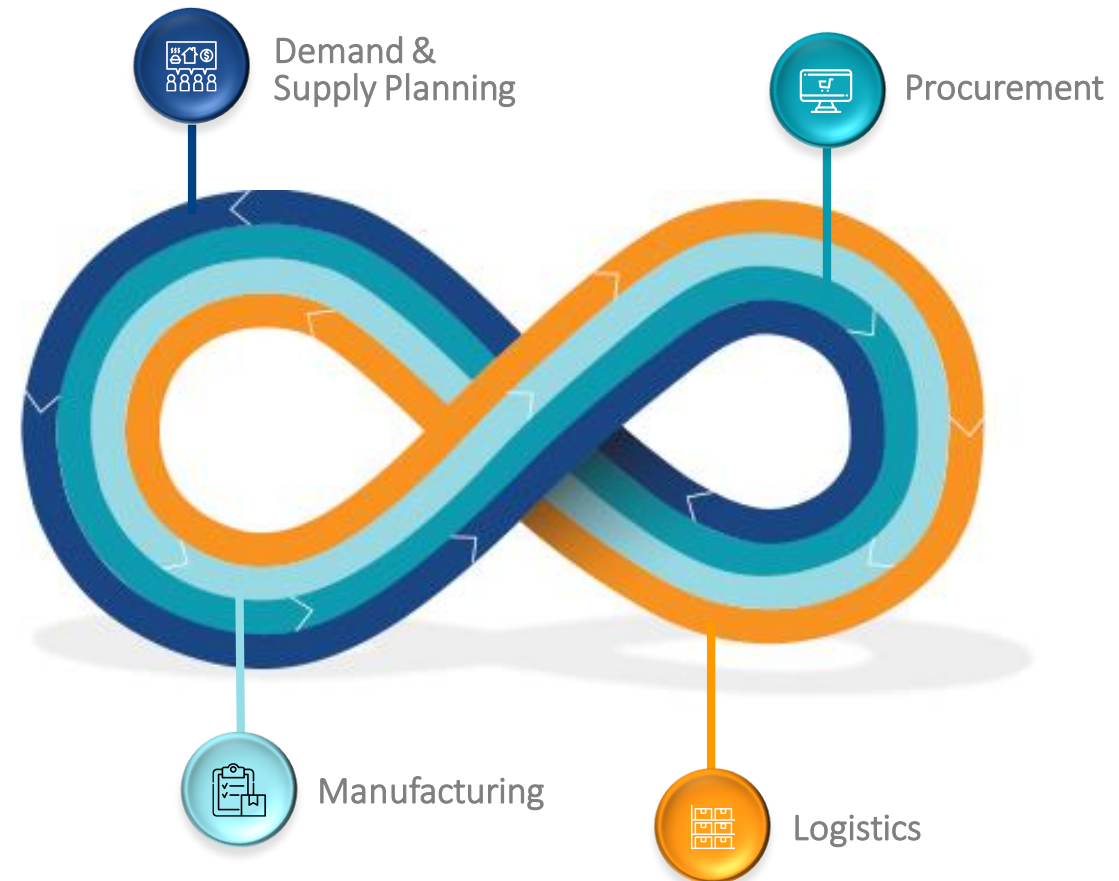 Demand &
Supply Planning
Procurement
Manufacturing
Logistics